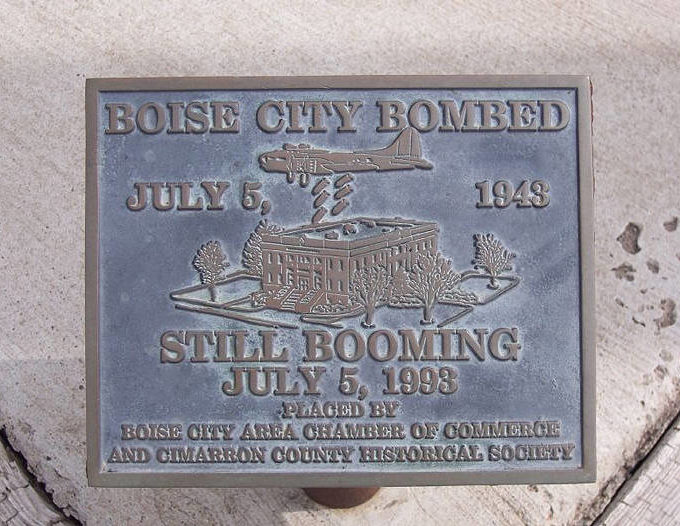 BOISE CITY BOMBED
JULY 5, 1943
STILL BOOMING
JULY 5, 1993
PLACED BY
BOISE CITY AREA CHAMBER OF COMMERCE
AND CIMARRON COUNTY HISTORICAL SOCIETY